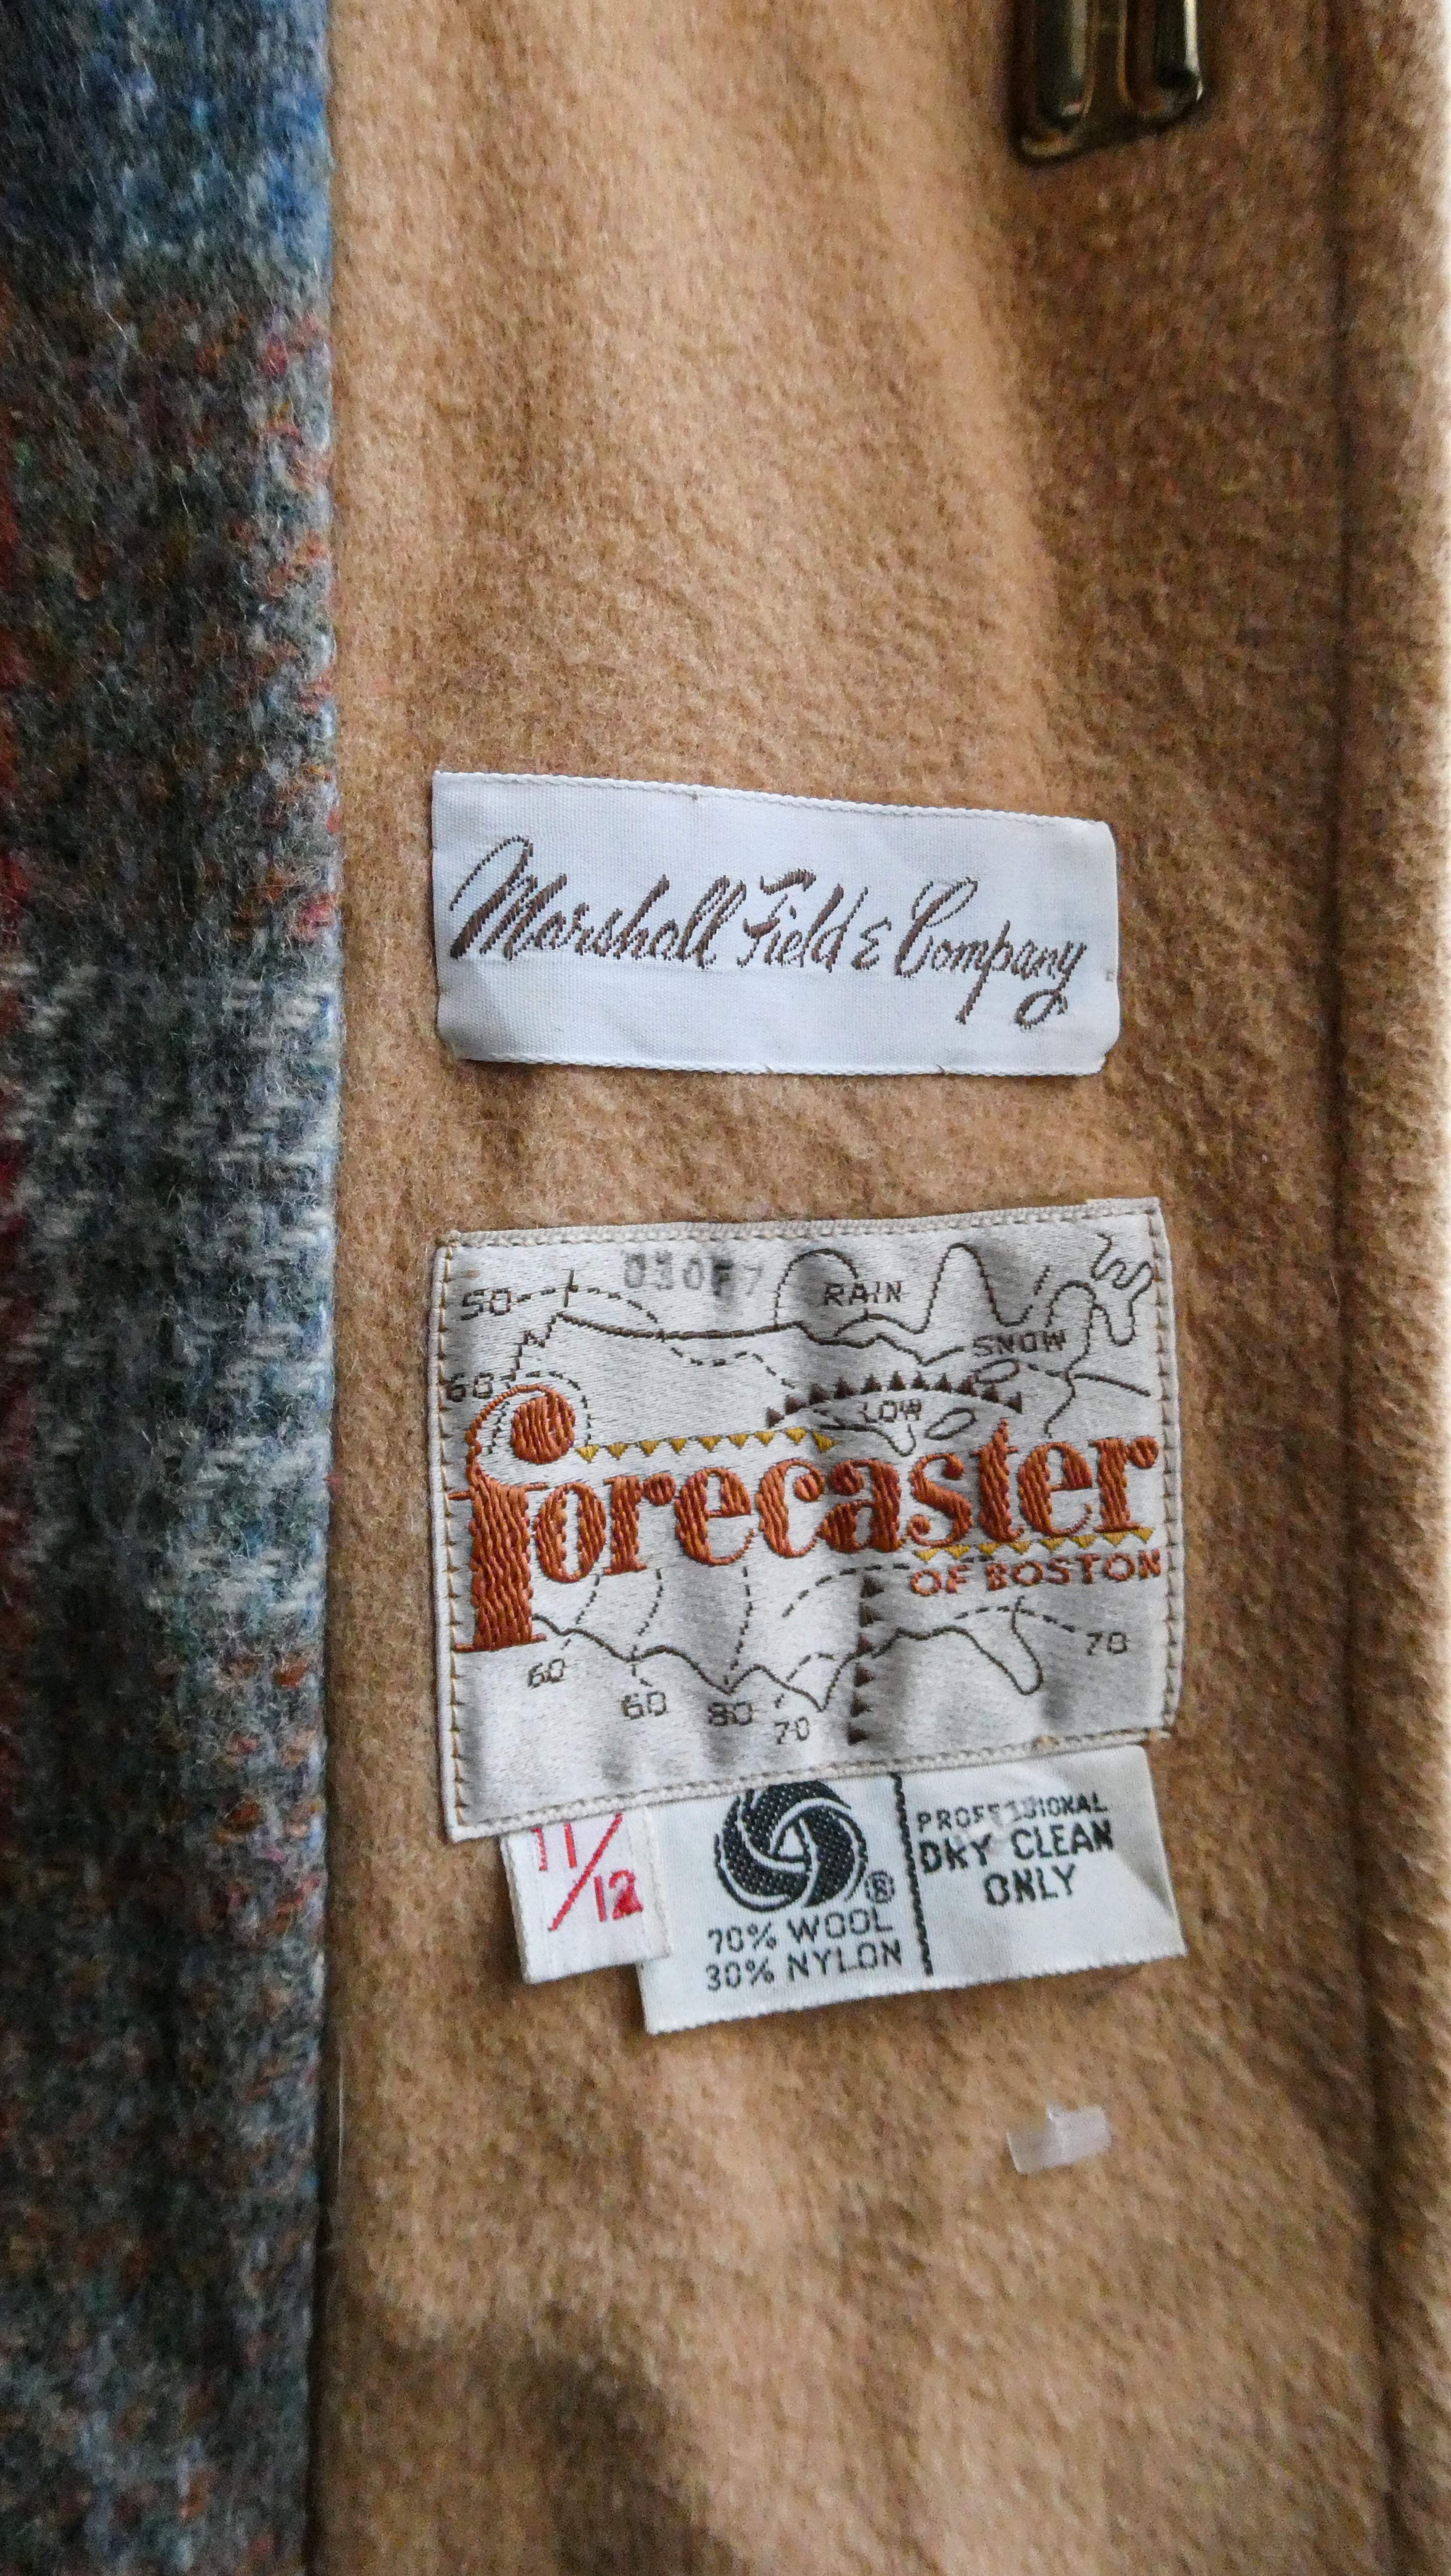 Marshall Field & Company
50
RAIN
SNOW
60
LOW
forecaster
OF BOSTON
60
60
80
70
70
11/12
®
70% WOOL
30% NYLON
PROFESSIONAL
DRY CLEAN
ONLY